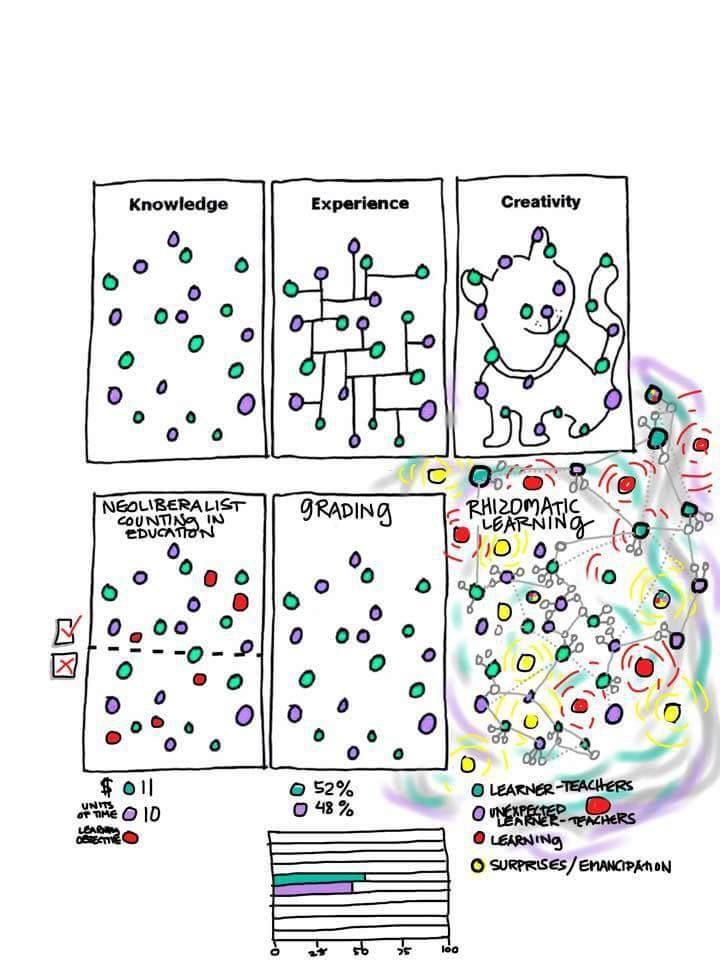 Knowledge
Experience
Creativity
NEOLIBERALIST
COUNTING IN
EDUCATION
GRADING
RHIZOMATIC
LEARNING
$ 11
UNITS
OF TIME 10
LEARNING
OBJECTIVE
52%
48%
0 25 50 75 100
LEARNER-TEACHERS
UNEXPECTED
LEARNER-TEACHERS
LEARNING
SURPRISES/EMANCIPATION